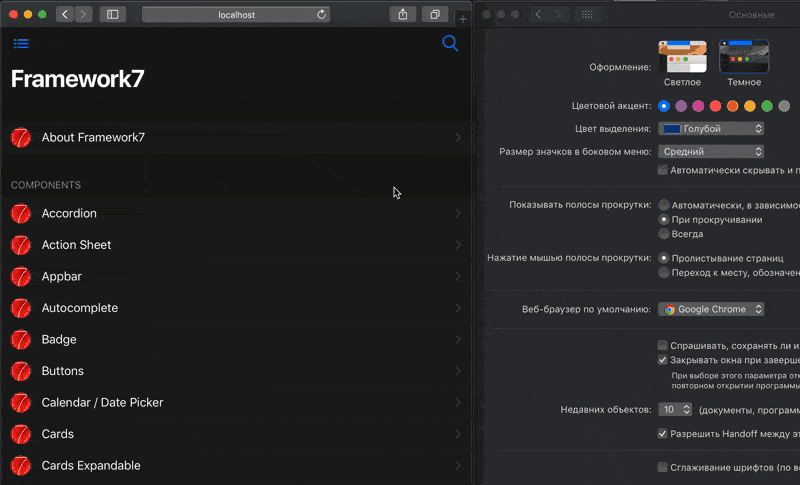 localhost
Framework7
About Framework7
COMPONENTS
Accordion
Action Sheet
Appbar
Autocomplete
Badge
Buttons
Calendar / Date Picker
Cards
Cards Expandable
Основные
Оформление:
Светлое
Темное
Цветовой акцент:
Цвет выделения:
Голубой
Размер значков в боковом меню:
Средний
Автоматически скрывать и п
Показывать полосы прокрутки:
Автоматически, в зависимос
При прокручивании
Всегда
Нажатие мышью полосы прокрутки:
Пролистывание страниц
Переход к месту, обозначен
Веб-браузер по умолчанию:
Google Chrome
Спрашивать, сохранять ли и
Закрывать окна при заверше
При выборе этого параметра отк
повторном открытии программы
Недавних объектов:
10
(документы, програм
Разрешить Handoff между эт
Сглаживание шрифтов (по во